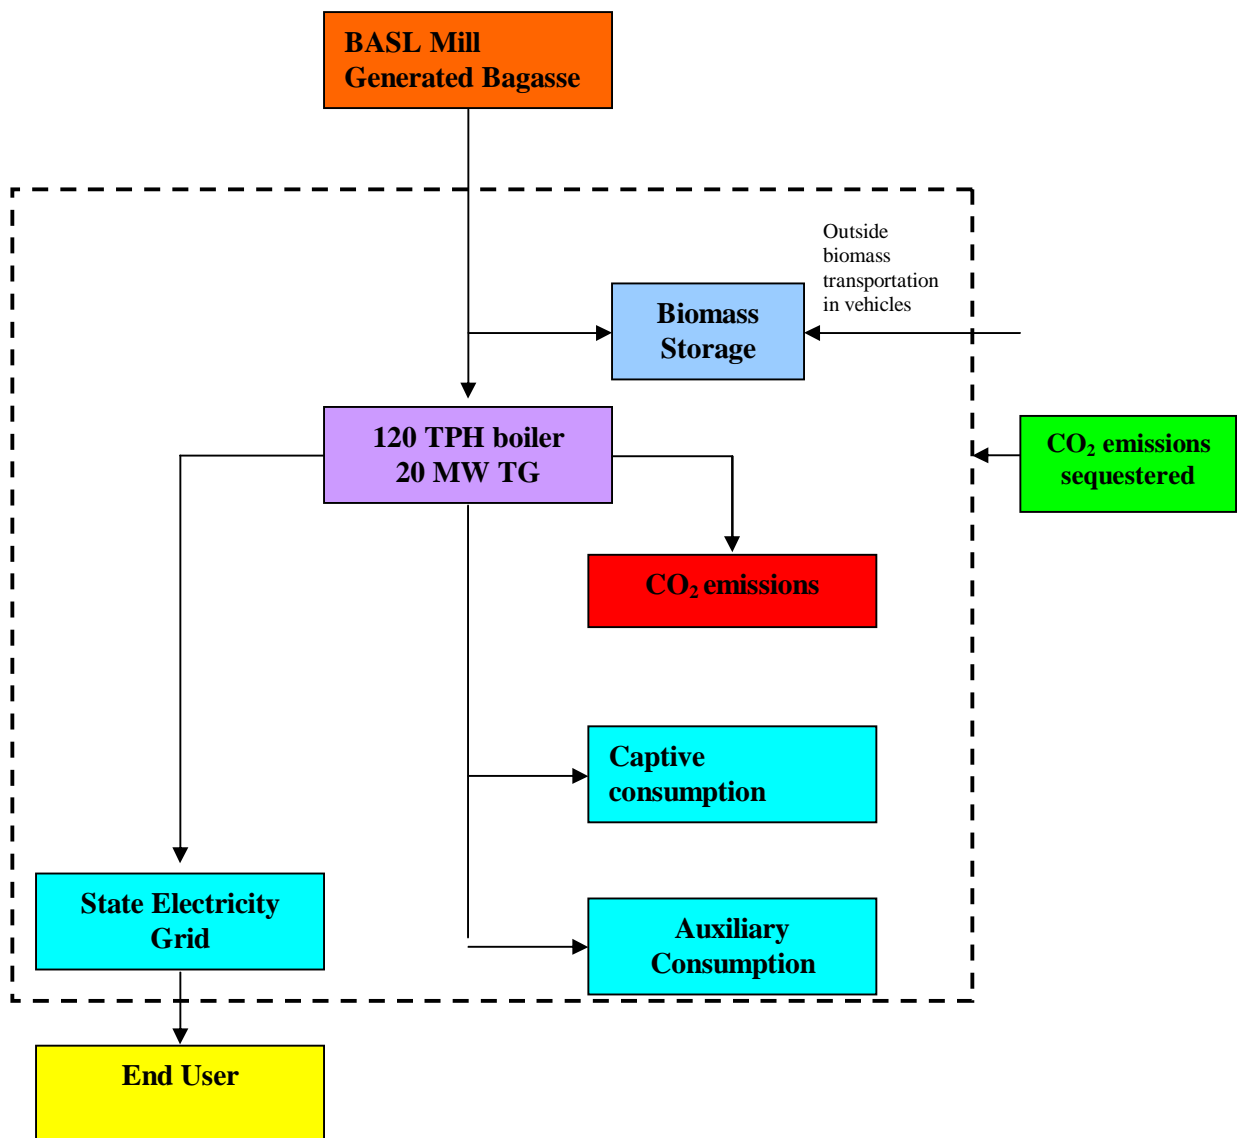 BASL Mill
Generated Bagasse
Outside
biomass
transportation
in vehicles
Biomass
Storage
120 TPH boiler
20 MW TG
CO₂ emissions
sequestered
CO₂ emissions
Captive
consumption
State Electricity
Grid
Auxiliary
Consumption
End User